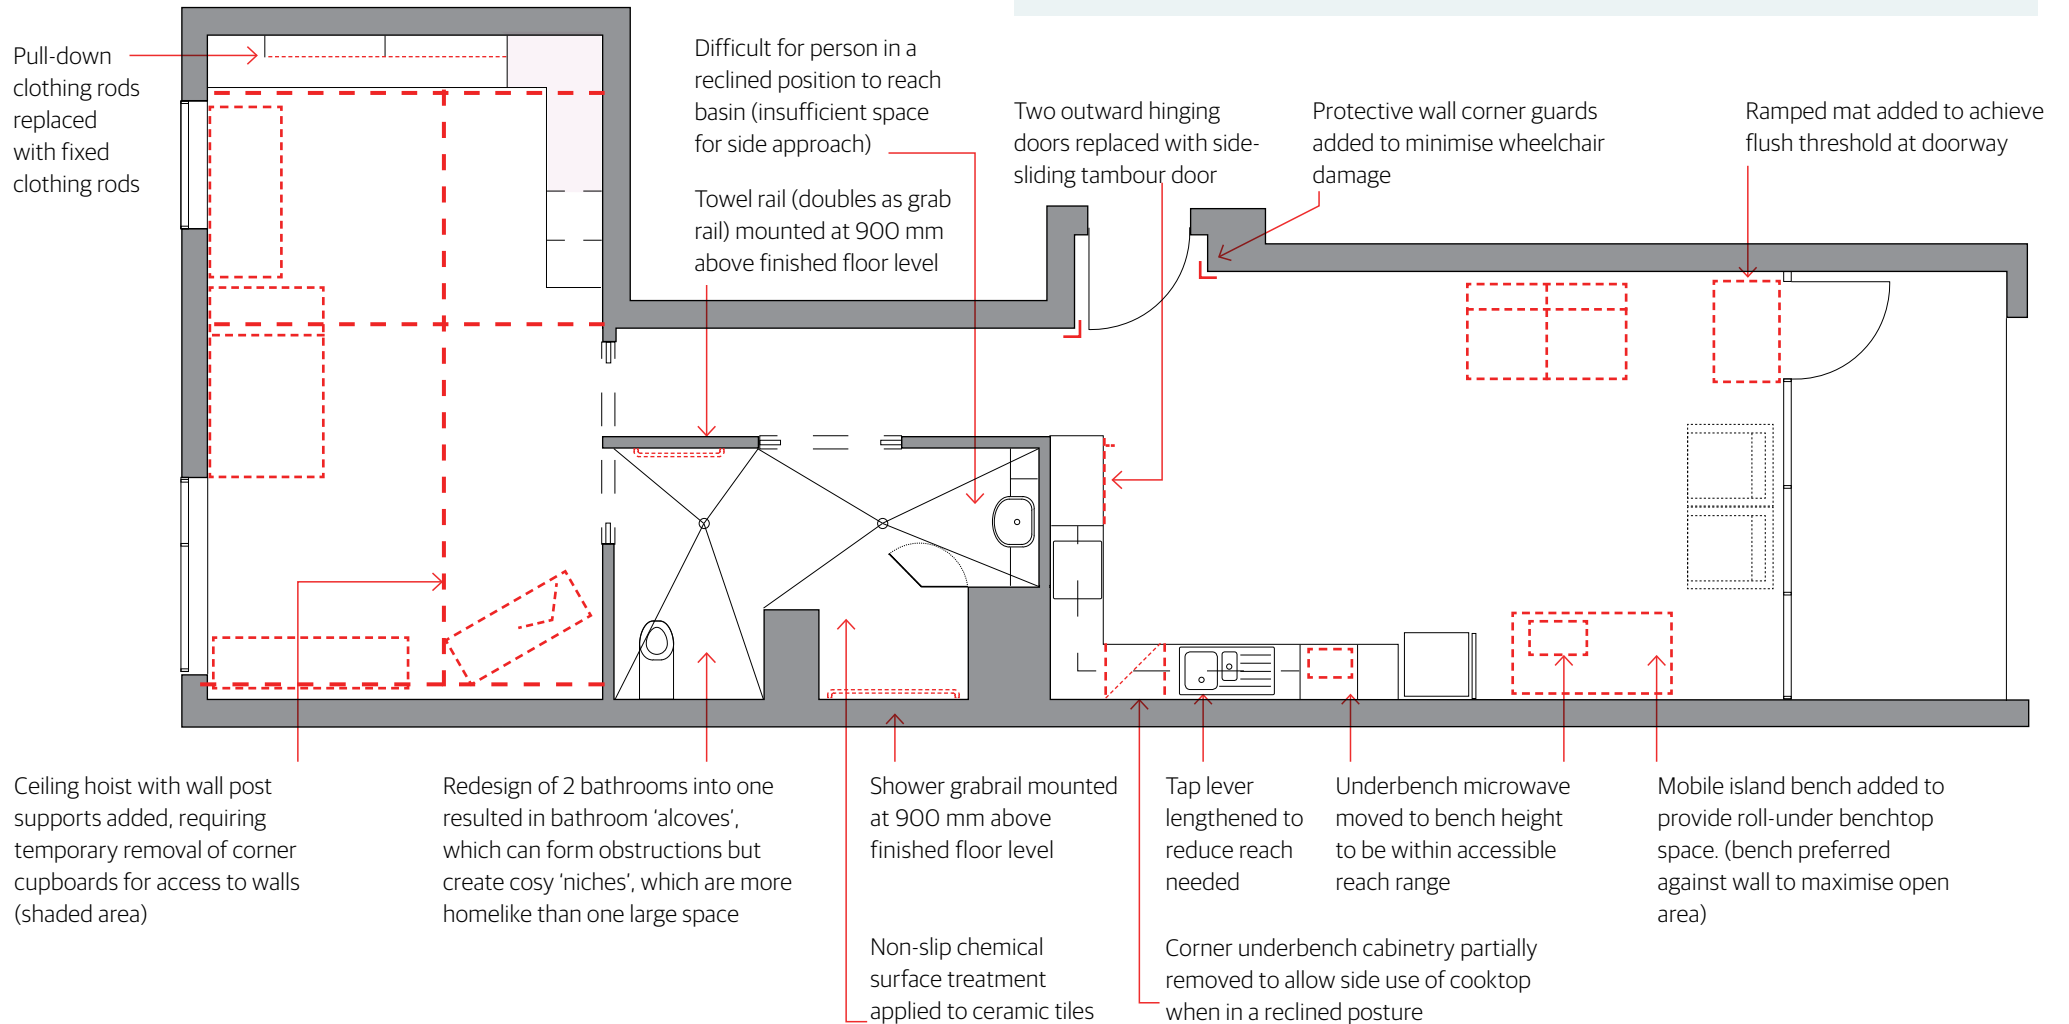 Pull-down
clothing rods
replaced
with fixed
clothing rods
Difficult for person in a
reclined position to reach
basin (insufficient space
for side approach)
Towel rail (doubles as grab
rail) mounted at 900 mm
above finished floor level
Two outward hinging
doors replaced with side-
sliding tambour door
Protective wall corner guards
added to minimise wheelchair
damage
Ramped mat added to achieve
flush threshold at doorway
Ceiling hoist with wall post
supports added, requiring
temporary removal of corner
cupboards for access to walls
(shaded area)
Redesign of 2 bathrooms into one
resulted in bathroom ‘alcoves’,
which can form obstructions but
create cosy ‘niches’, which are more
homelike than one large space
Shower grabrail mounted
at 900 mm above
finished floor level
Non-slip chemical
surface treatment
applied to ceramic tiles
Tap lever
lengthened to
reduce reach
needed
Underbench microwave
moved to bench height
to be within accessible
reach range
Corner underbench cabinetry partially
removed to allow side use of cooktop
when in a reclined posture
Mobile island bench added to
provide roll-under benchtop
space. (bench preferred
against wall to maximise open
area)